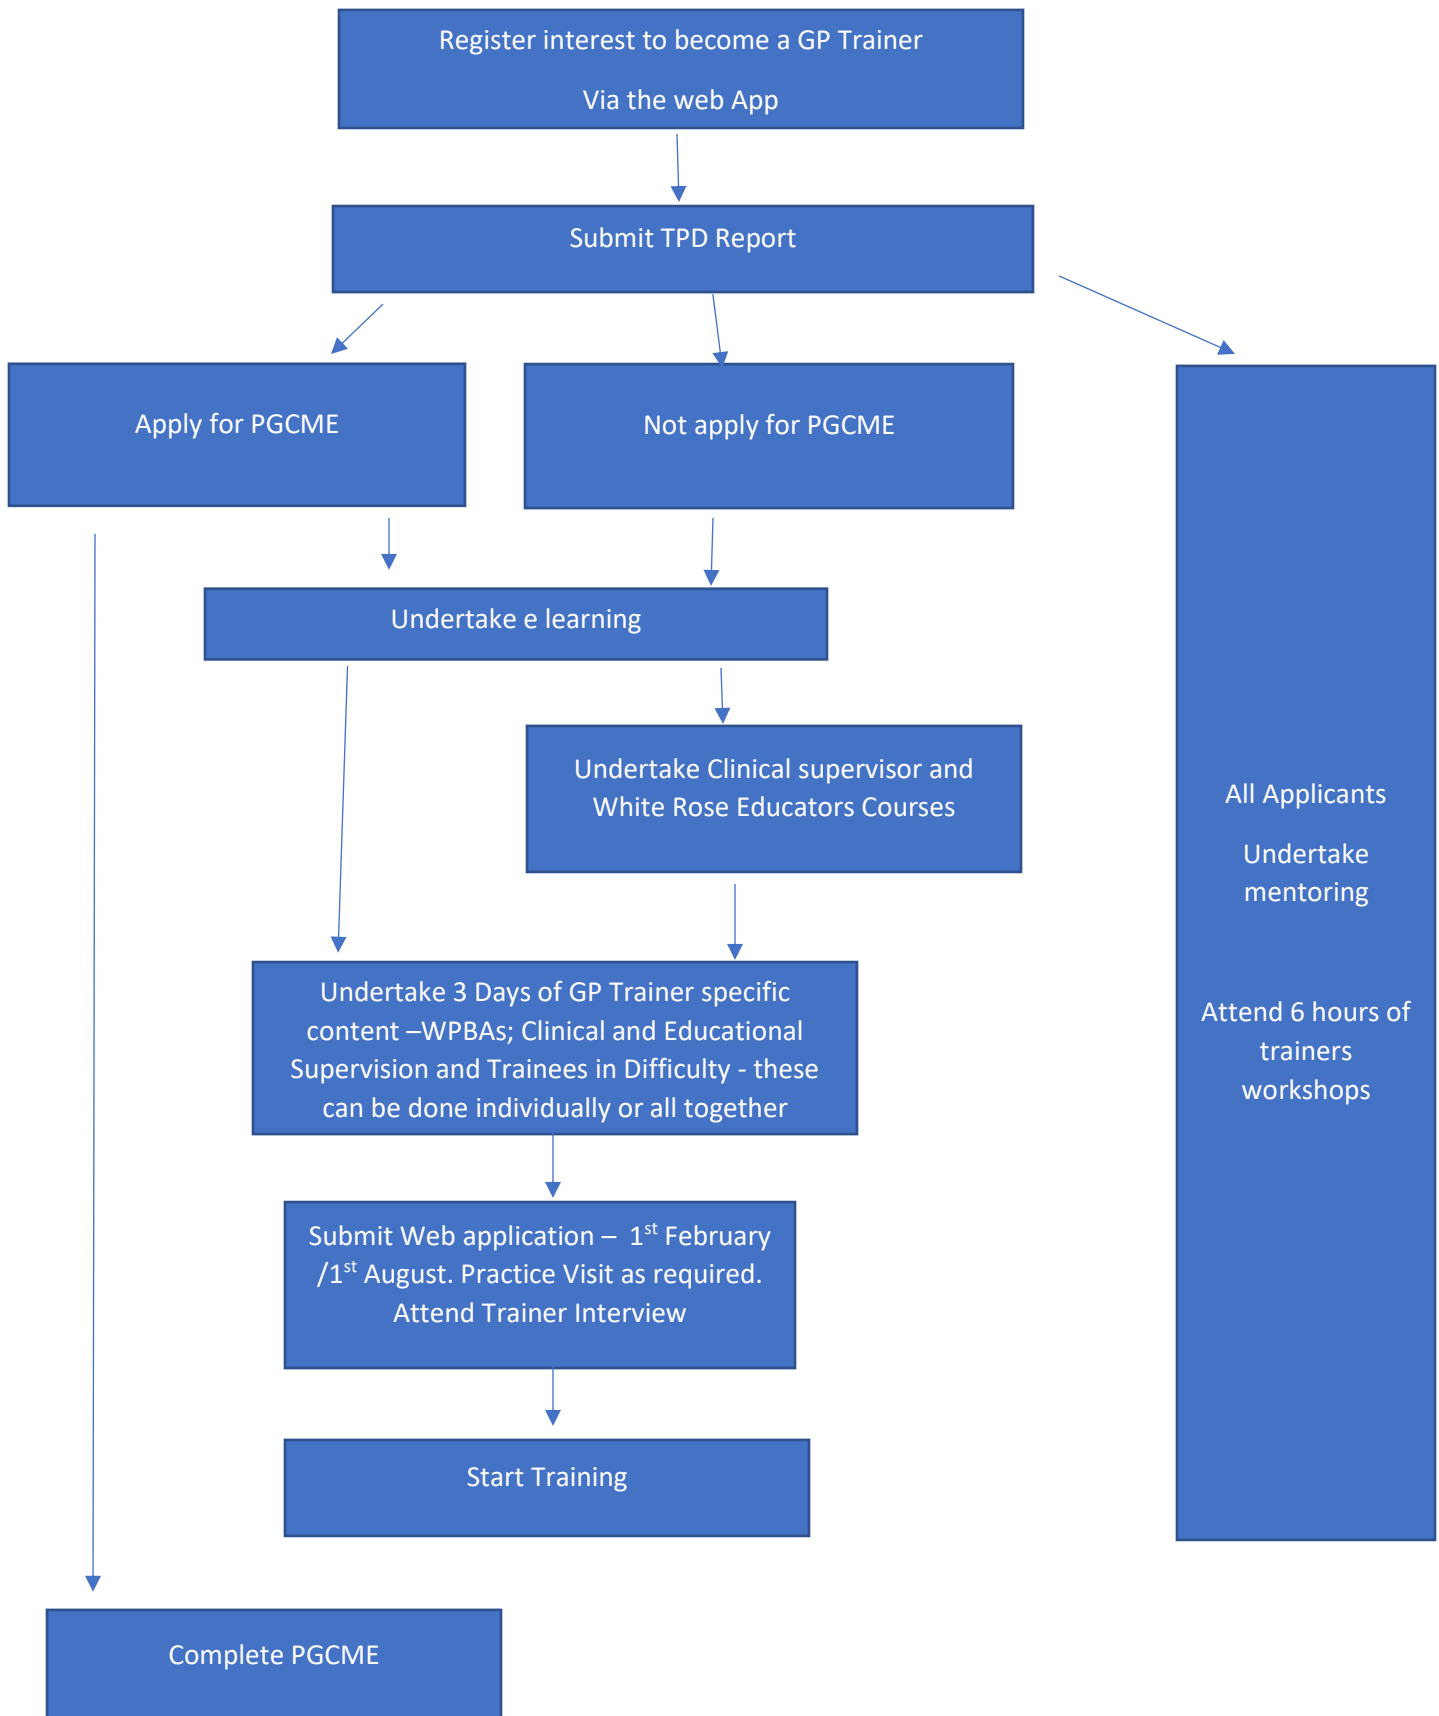 Register interest to become a GP Trainer
Via the web App
Submit TPD Report
Apply for PGCME
Not apply for PGCME
Undertake e learning
Undertake Clinical supervisor and
White Rose Educators Courses
All Applicants
Undertake
mentoring
Attend 6 hours of
trainers
workshops
Undertake 3 Days of GP Trainer specific
content –WPBAs; Clinical and Educational
Supervision and Trainees in Difficulty - these
can be done individually or all together
Submit Web application – 1st February
/1st August. Practice Visit as required.
Attend Trainer Interview
Start Training
Complete PGCME